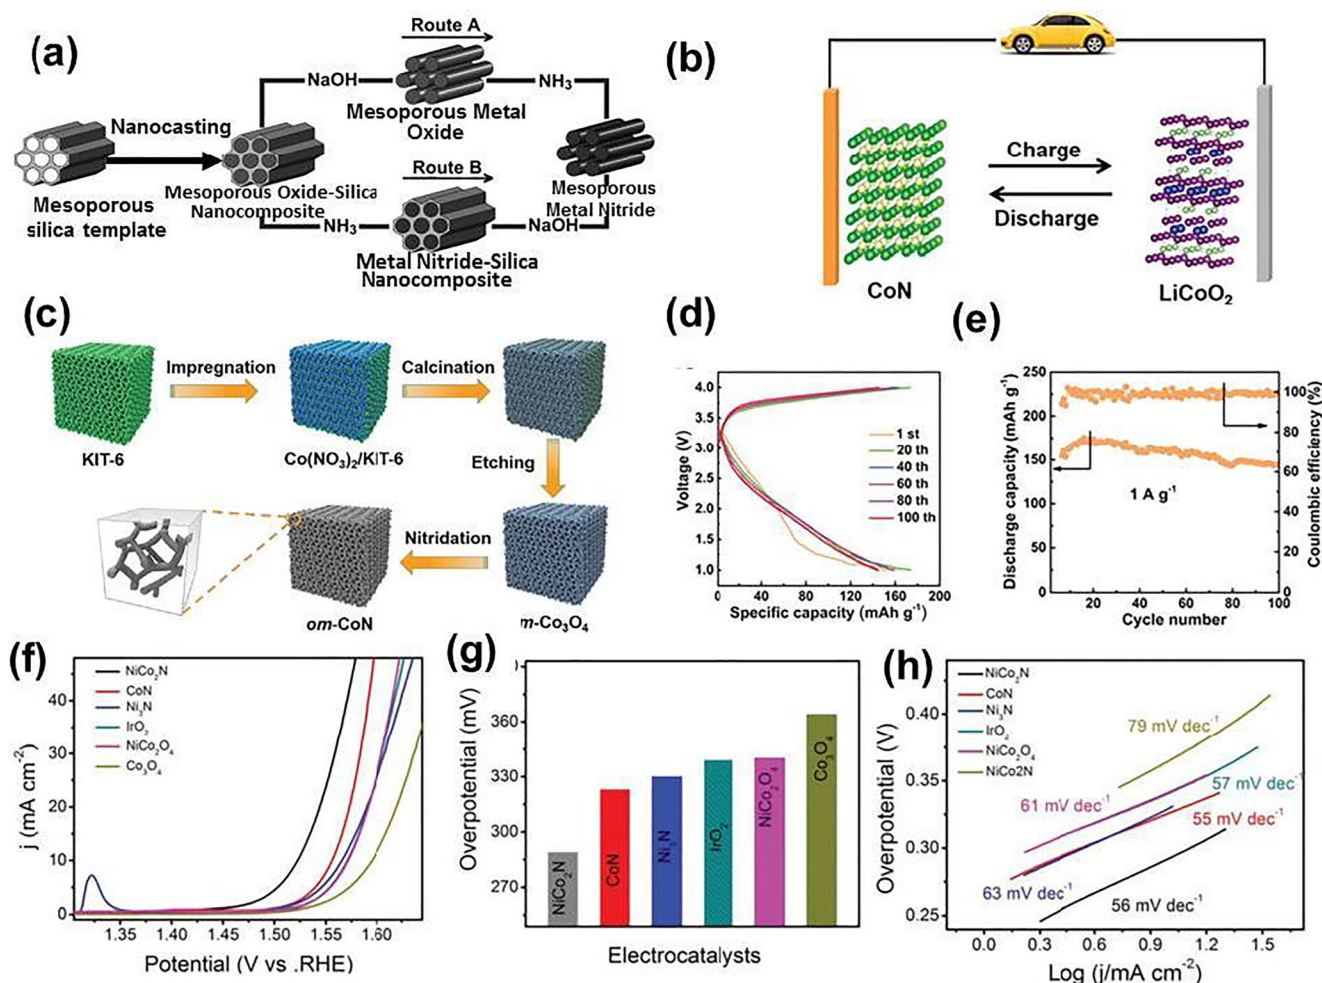 (a)
Route A
NaOH
NH₃
Mesoporous Metal
Oxide
Nanocasting
Mesoporous
silica template
Mesoporous Oxide-Silica
Nanocomposite
Route B
NH₃
NaOH
Mesoporous
Metal Nitride
Metal Nitride-Silica
Nanocomposite
(b)
Charge
Discharge
CoN
LiCoO₂
(c)
Impregnation
Calcination
KIT-6
Co(NO₃)₂/KIT-6
Etching
Nitridation
om-CoN
m-Co₃O₄
(d)
Voltage (V)
4.0
3.5
3.0
2.5
2.0
1.5
1.0
1 st
20 th
40 th
60 th
80 th
100 th
0
40
80
120
160
200
Specific capacity (mAh g⁻¹)
(e)
Discharge capacity (mAh g⁻¹)
250
225
200
175
150
125
100
75
50
25
0
1 A g⁻¹
100
80
60
40
20
0
Coulombic efficiency (%)
20
40
60
80
100
Cycle number
(f)
j (mA cm⁻²)
40
30
20
10
0
NiCo₂N
CoN
Ni₃N
IrO₂
NiCo₂O₄
Co₃O₄
1.35
1.40
1.45
1.50
1.55
1.60
Potential (V vs .RHE)
(g)
Overpotential (mV)
360
330
300
270
NiCo₂N
CoN
Ni₃N
IrO₂
NiCo₂O₄
Co₃O₄
Electrocatalysts
(h)
Overpotential (V)
0.40
0.35
0.30
0.25
NiCo₂N
CoN
Ni₃N
IrO₂
NiCo₂O₄
NiCo2N
79 mV dec⁻¹
61 mV dec⁻¹
57 mV dec⁻¹
55 mV dec⁻¹
63 mV dec⁻¹
56 mV dec⁻¹
0.0
0.3
0.6
0.9
1.2
1.5
Log (j/mA cm⁻²)